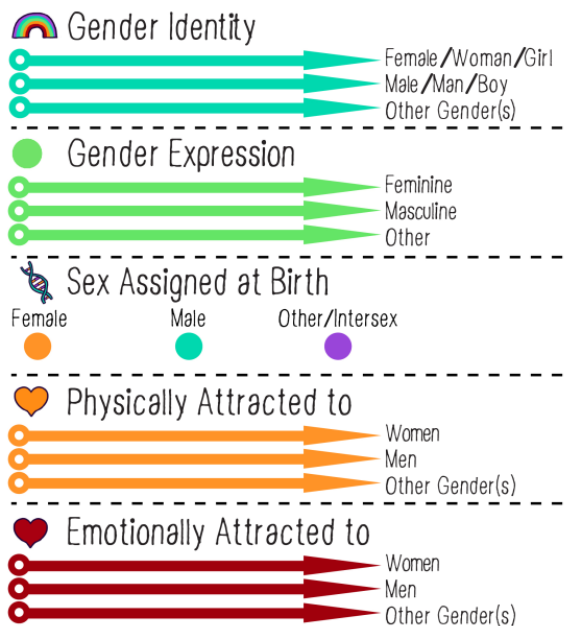 Gender Identity
Female/Woman/Girl
Male/Man/Boy
Other Gender(s)
Gender Expression
Feminine
Masculine
Other
Sex Assigned at Birth
Female Male Other/Intersex
Physically Attracted to
Women
Men
Other Gender(s)
Emotionally Attracted to
Women
Men
Other Gender(s)